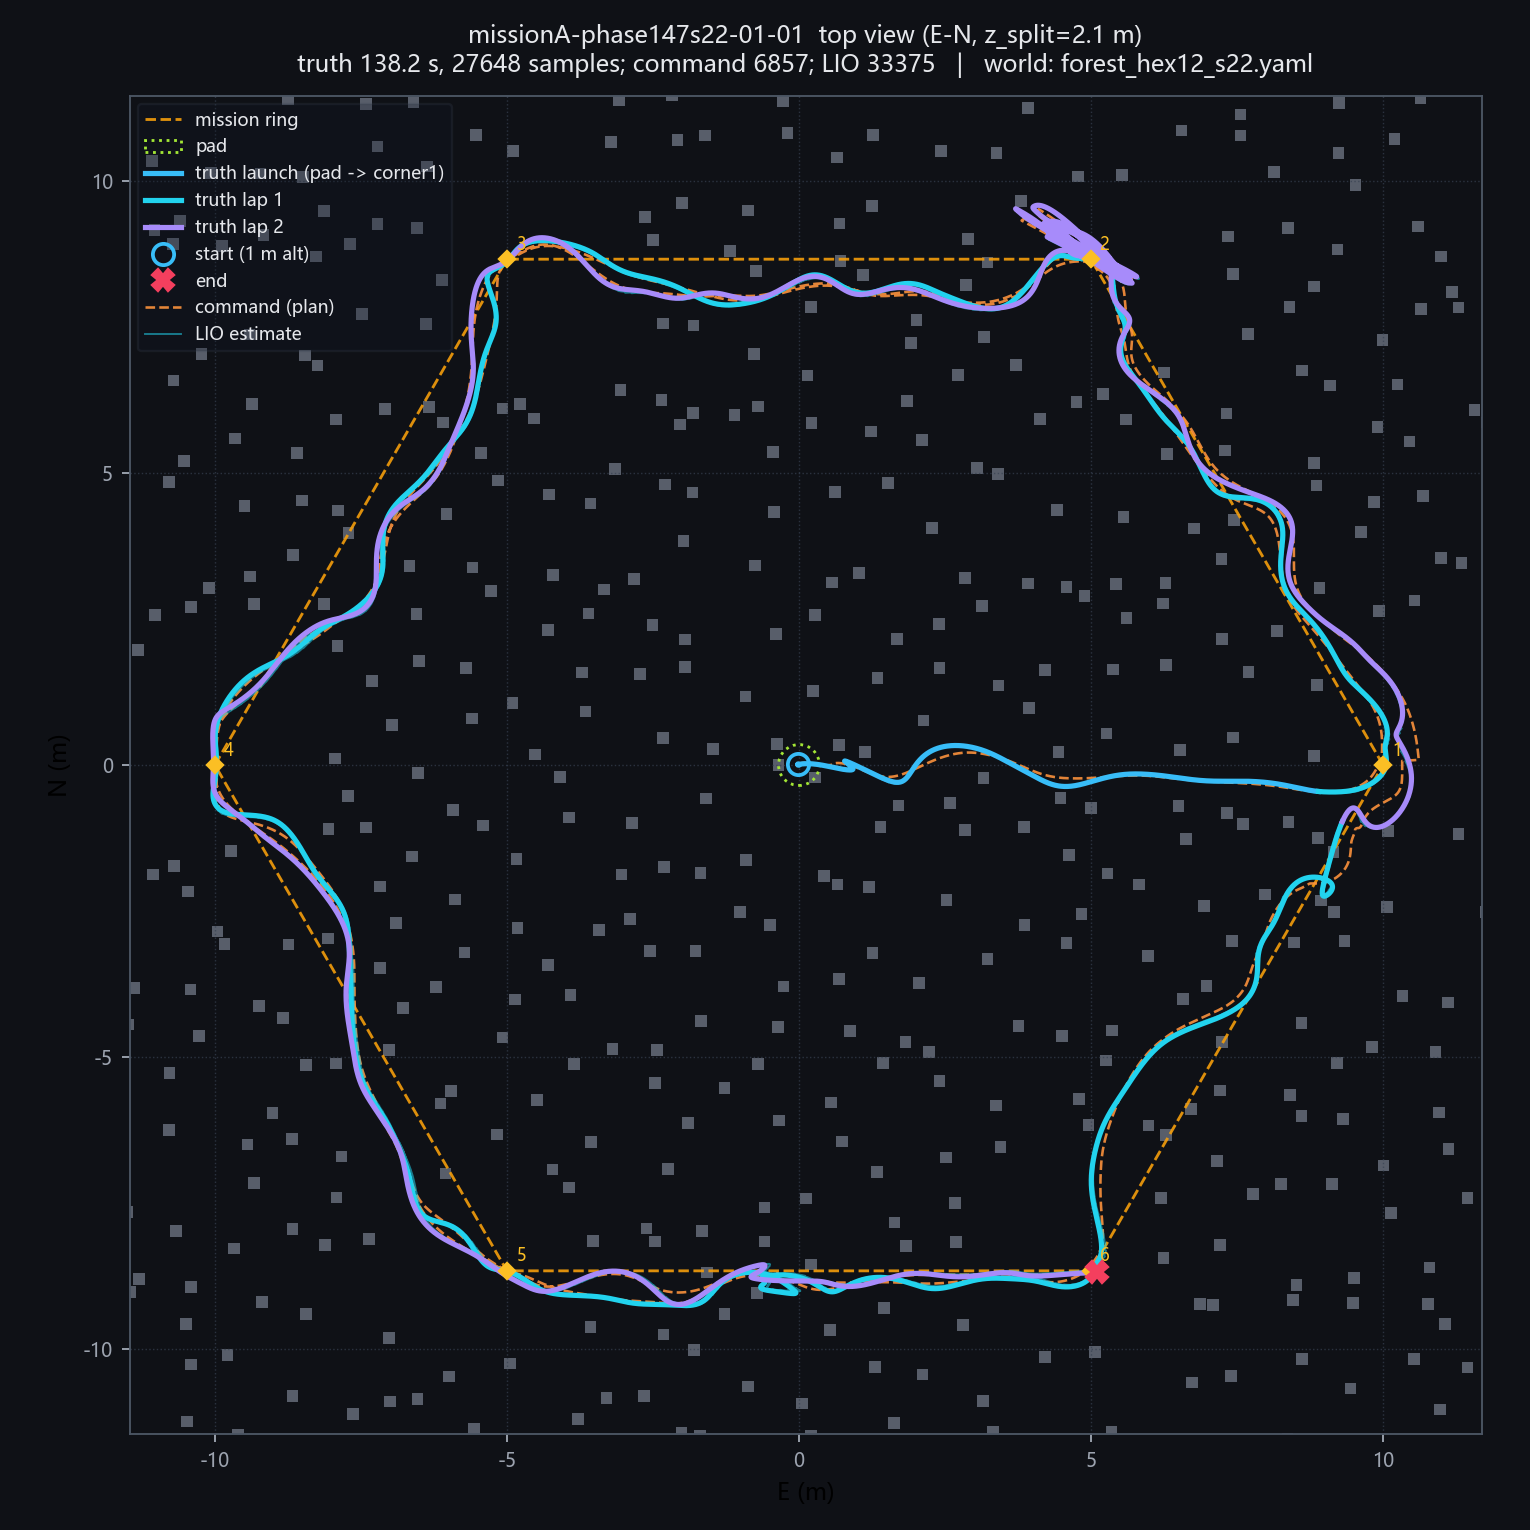 missionA-phase147s22-01-01  top view (E-N, z_split=2.1 m)
truth 138.2 s, 27648 samples; command 6857; LIO 33375   |   world: forest_hex12_s22.yaml
mission ring
pad
truth launch (pad -> corner1)
truth lap 1
truth lap 2
start (1 m alt)
end
command (plan)
LIO estimate
3
2
4
1
5
6
10
5
0
-5
-10
N (m)
-10
-5
0
5
10
E (m)